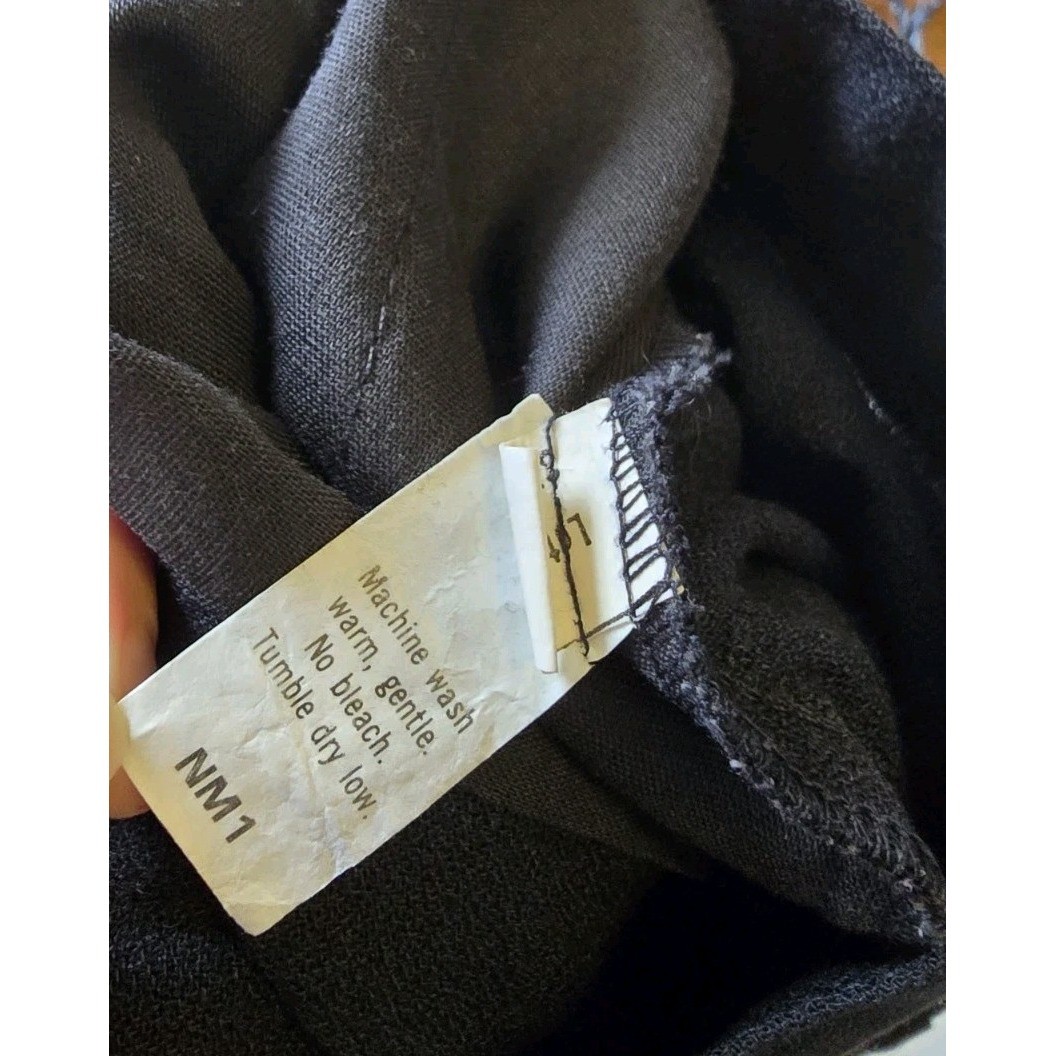 Machine wash
warm, gentle.
No bleach.
Tumble dry low.
NM1